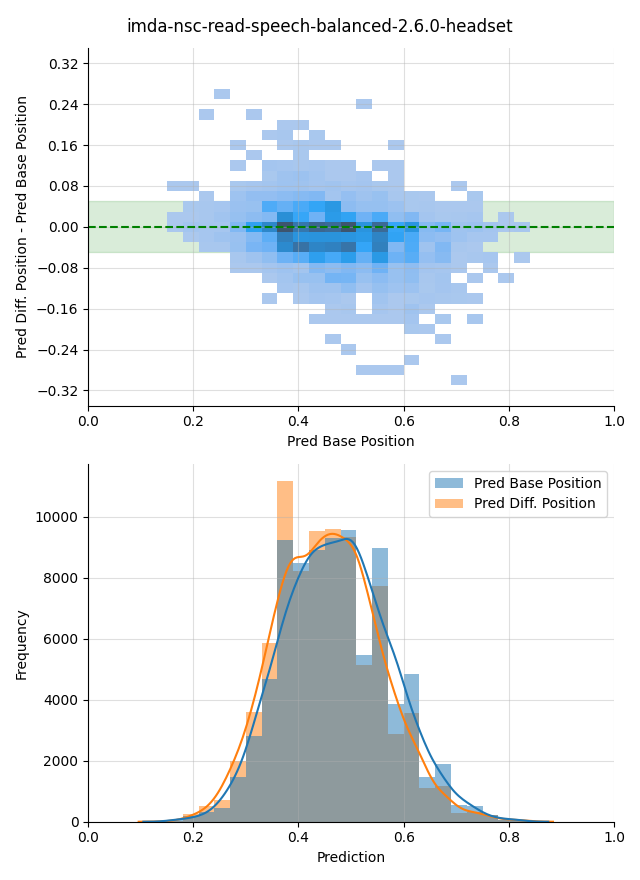 imda-nsc-read-speech-balanced-2.6.0-headset
Pred Diff. Position - Pred Base Position
0.32
0.24
0.16
0.08
0.00
−0.08
−0.16
−0.24
−0.32
0.0 0.2 0.4 0.6 0.8 1.0
Pred Base Position
Pred Base Position
Pred Diff. Position
Frequency
10000
8000
6000
4000
2000
0
0.0 0.2 0.4 0.6 0.8 1.0
Prediction